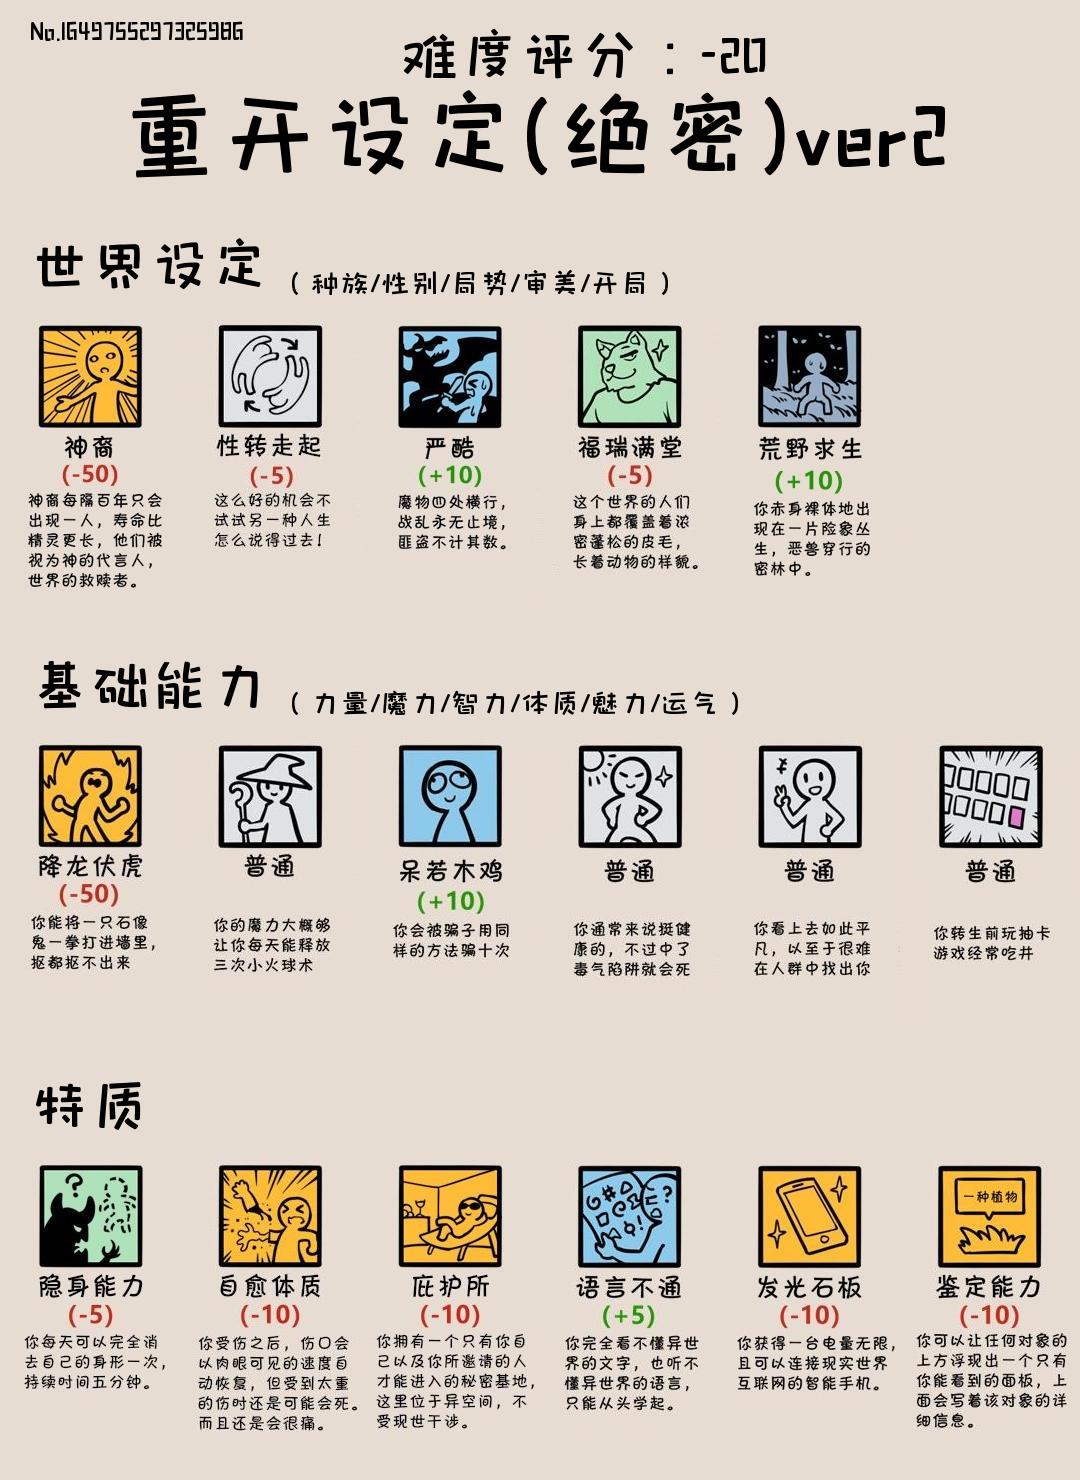 No.1649755297325986
难度评分：-20
重开设定(绝密)ver2
世界设定 （种族/性别/局势/审美/开局）
神裔
(-50)
神裔每隔百年只会
出现一人，寿命比
精灵更长，他们被
视为神的代言人，
世界的救赎者。
性转走起
(-5)
这么好的机会不
试试另一种人生
怎么说得过去！
严酷
(+10)
魔物四处横行，
战乱永无止境，
匪盗不计其数。
福瑞满堂
(-5)
这个世界的人们
身上都覆盖着浓
密蓬松的皮毛，
长着动物的样貌。
荒野求生
(+10)
你赤身裸体地出
现在一片险象丛
生，恶兽穿行的
密林中。
基础能力 （力量/魔力/智力/体质/魅力/运气）
降龙伏虎
(-50)
你能将一只石像
鬼一拳打进墙里，
抠都抠不出来
普通
你的魔力大概够
让你每天能释放
三次小火球术
呆若木鸡
(+10)
你会被骗子用同
样的方法骗十次
普通
你通常来说挺健
康的，不过中了
毒气陷阱就会死
普通
你看上去如此平
凡，以至于很难
在人群中找出你
普通
你转生前玩抽卡
游戏经常吃井
特质
?
隐身能力
(-5)
你每天可以完全消
去自己的身形一次，
持续时间五分钟。
自愈体质
(-10)
你受伤之后，伤口会
以肉眼可见的速度自
动恢复，但受到太重
的伤时还是可能会死。
而且还是会很痛。
庇护所
(-10)
你拥有一个只有你自
己以及你所邀请的人
才能进入的秘密基地，
这里位于异空间，不
受现世干涉。
?
语言不通
(+5)
你完全看不懂异世
界的文字，也听不
懂异世界的语言，
只能从头学起。
发光石板
(-10)
你获得一台电量无限，
且可以连接现实世界
互联网的智能手机。
一种植物
鉴定能力
(-10)
你可以让任何对象的
上方浮现出一个只有
你能看到的面板，上
面会写着该对象的详
细信息。